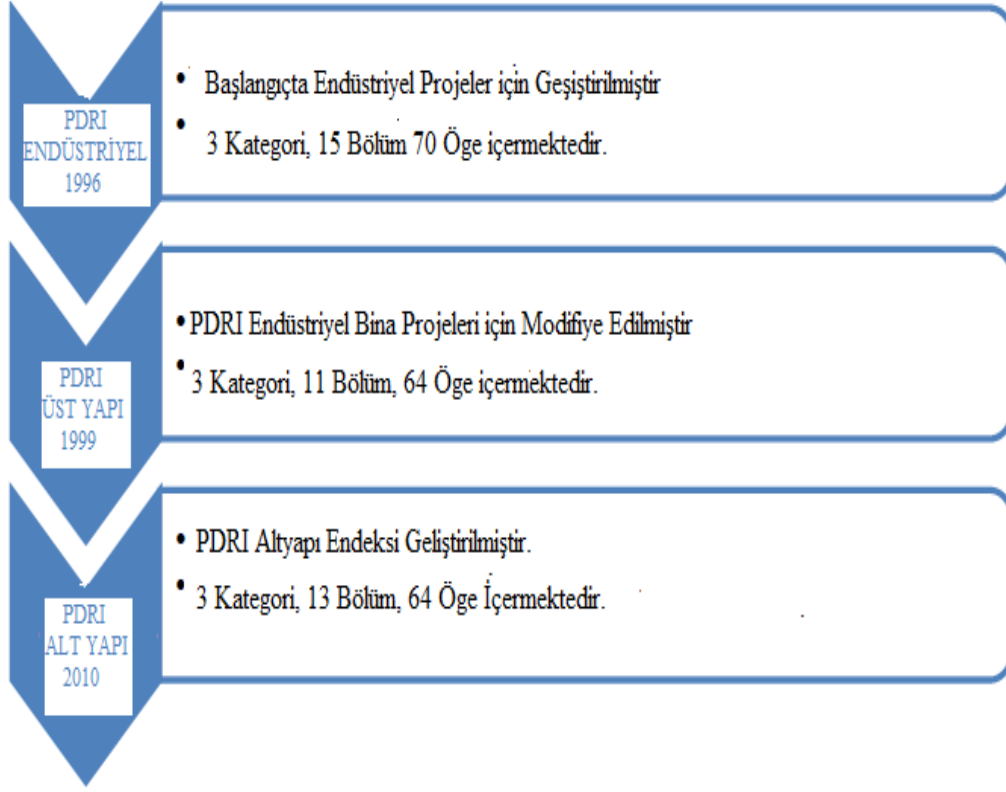 PDRI
ENDÜSTRİYEL
1996
• Başlangıçta Endüstriyel Projeler için Geşiştirilmiştir
• 3 Kategori, 15 Bölüm 70 Öge içermektedir.
PDRI
ÜST YAPI
1999
• PDRI Endüstriyel Bina Projeleri için Modifiye Edilmiştir
• 3 Kategori, 11 Bölüm, 64 Öge içermektedir.
PDRI
ALT YAPI
2010
• PDRI Altyapı Endeksi Geliştirilmiştir.
• 3 Kategori, 13 Bölüm, 64 Öge İçermektedir.